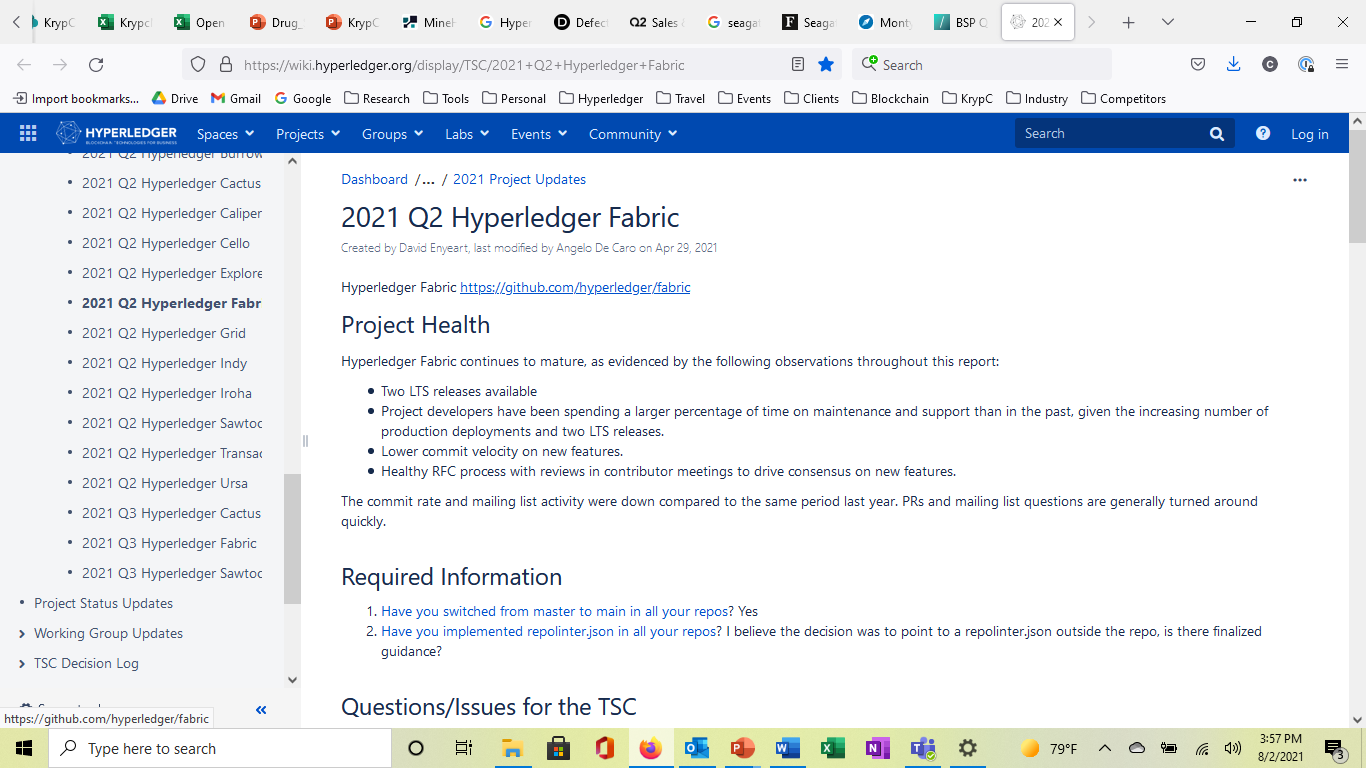 KrypC
Krypc
Open
Drug_
KrypC
MineH
Hyper
Defect
Q2 Sales
seagat
Seagat
Monty
BSP Q
202
https://wiki.hyperledger.org/display/TSC/2021+Q2+Hyperledger+Fabric
Search
Import bookmarks...
Drive
Gmail
Google
Research
Tools
Personal
Hyperledger
Travel
Events
Clients
Blockchain
KrypC
Industry
Competitors
HYPERLEDGER
BLOCKCHAIN TECHNOLOGIES FOR BUSINESS
Spaces
Projects
Groups
Labs
Events
Community
Search
Log in
2021 Q2 Hyperledger Burrow
• 2021 Q2 Hyperledger Cactus
• 2021 Q2 Hyperledger Caliper
• 2021 Q2 Hyperledger Cello
• 2021 Q2 Hyperledger Explore
• 2021 Q2 Hyperledger Fabr
• 2021 Q2 Hyperledger Grid
• 2021 Q2 Hyperledger Indy
• 2021 Q2 Hyperledger Iroha
• 2021 Q2 Hyperledger Sawtoo
• 2021 Q2 Hyperledger Transac
• 2021 Q2 Hyperledger Ursa
• 2021 Q3 Hyperledger Cactus
• 2021 Q3 Hyperledger Fabric
• 2021 Q3 Hyperledger Sawtoo
• Project Status Updates
Working Group Updates
TSC Decision Log
https://github.com/hyperledger/fabric
Dashboard /... / 2021 Project Updates
2021 Q2 Hyperledger Fabric
Created by David Enyeart, last modified by Angelo De Caro on Apr 29, 2021
Hyperledger Fabric https://github.com/hyperledger/fabric
Project Health
Hyperledger Fabric continues to mature, as evidenced by the following observations throughout this report:
• Two LTS releases available
• Project developers have been spending a larger percentage of time on maintenance and support than in the past, given the increasing number of
production deployments and two LTS releases.
• Lower commit velocity on new features.
• Healthy RFC process with reviews in contributor meetings to drive consensus on new features.
The commit rate and mailing list activity were down compared to the same period last year. PRs and mailing list questions are generally turned around
quickly.
Required Information
1. Have you switched from master to main in all your repos? Yes
2. Have you implemented repolinter.json in all your repos? I believe the decision was to point to a repolinter.json outside the repo, is there finalized
guidance?
Questions/Issues for the TSC
Type here to search
79°F
3:57 PM
8/2/2021
3